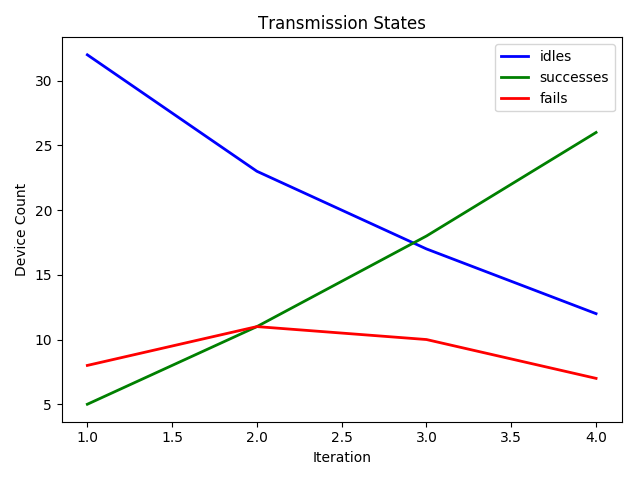 Transmission States
idles
successes
fails
Device Count
30
25
20
15
10
5
1.0 1.5 2.0 2.5 3.0 3.5 4.0
Iteration